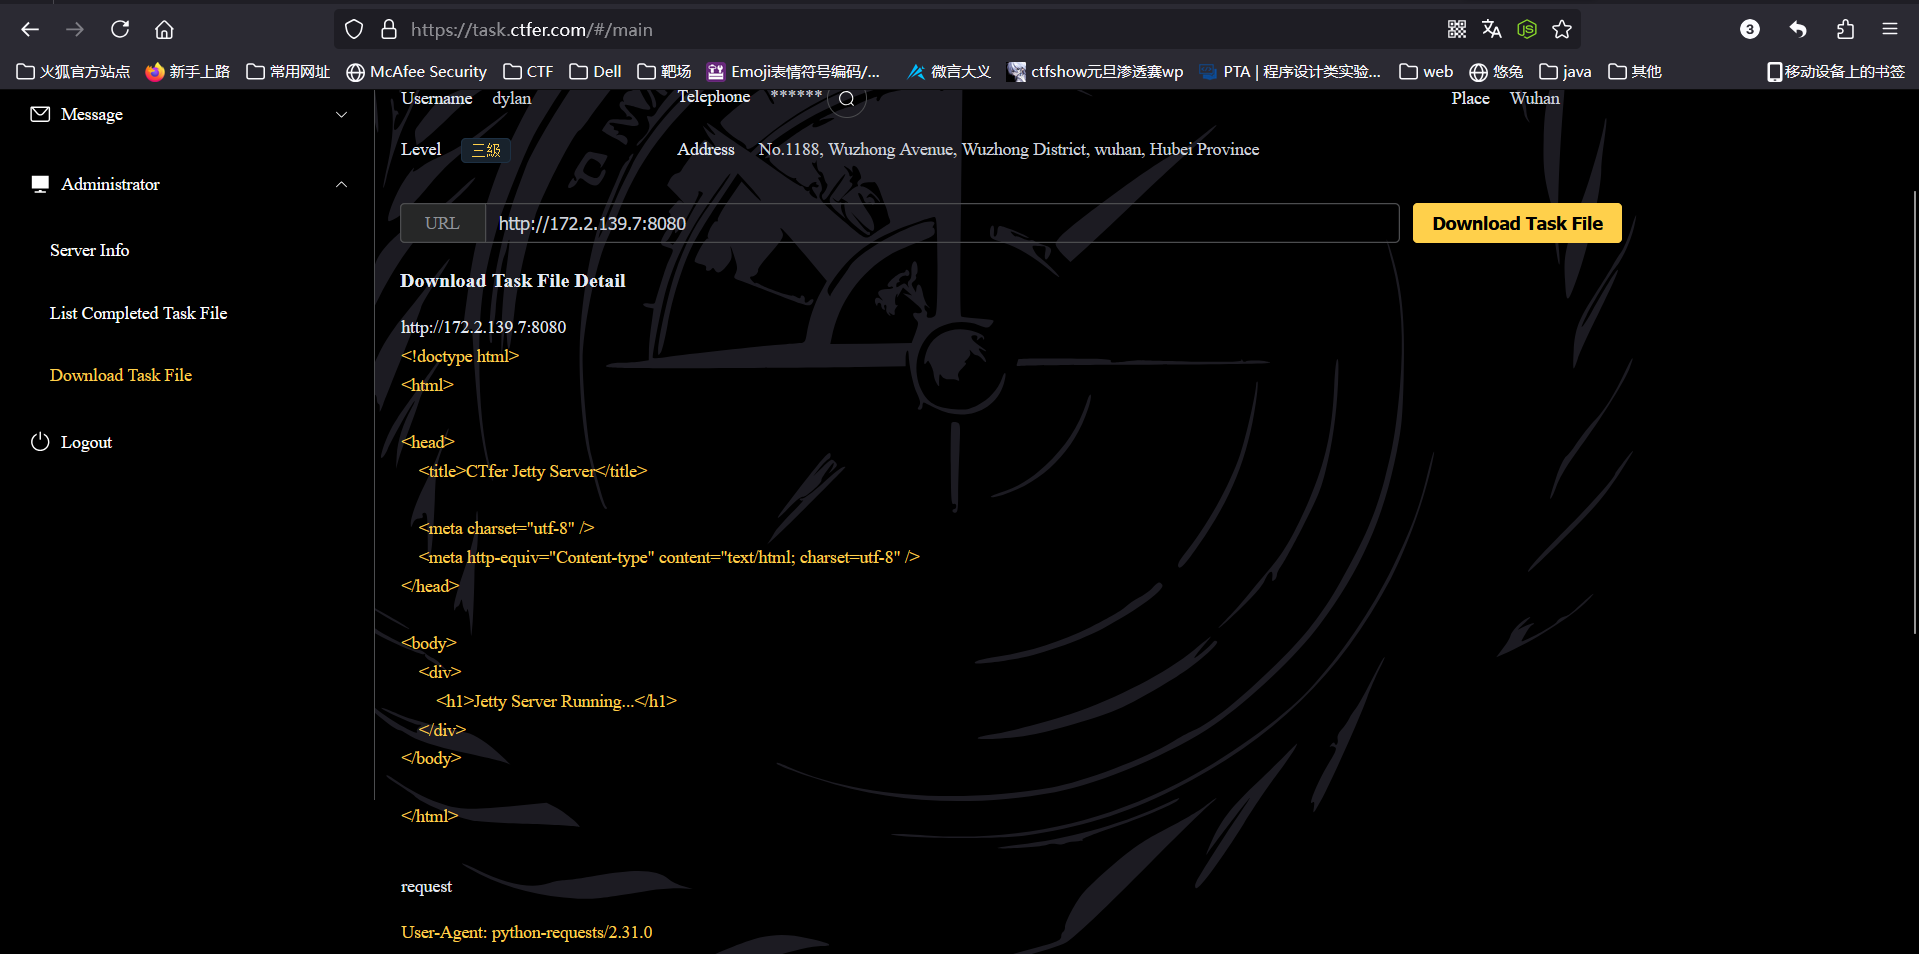 https://task.ctfer.com/#/main
3
火狐官方站点 新手上路 常用网址 McAfee Security CTF Dell 靶场 Emoji表情符号编码/... 微言大义 ctfshow元旦渗透赛wp PTA | 程序设计类实验... web 悠兔 java 其他 移动设备上的书签
Message
Administrator
Server Info
List Completed Task File
Download Task File
Logout
Username dylan Telephone ****** Place Wuhan
Level 三級 Address No.1188, Wuzhong Avenue, Wuzhong District, wuhan, Hubei Province
URL http://172.2.139.7:8080 Download Task File
Download Task File Detail
http://172.2.139.7:8080
<!doctype html>
<html>
<head>
<title>CTfer Jetty Server</title>
<meta charset="utf-8" />
<meta http-equiv="Content-type" content="text/html; charset=utf-8" />
</head>
<body>
<div>
<h1>Jetty Server Running...</h1>
</div>
</body>
</html>
request
User-Agent: python-requests/2.31.0